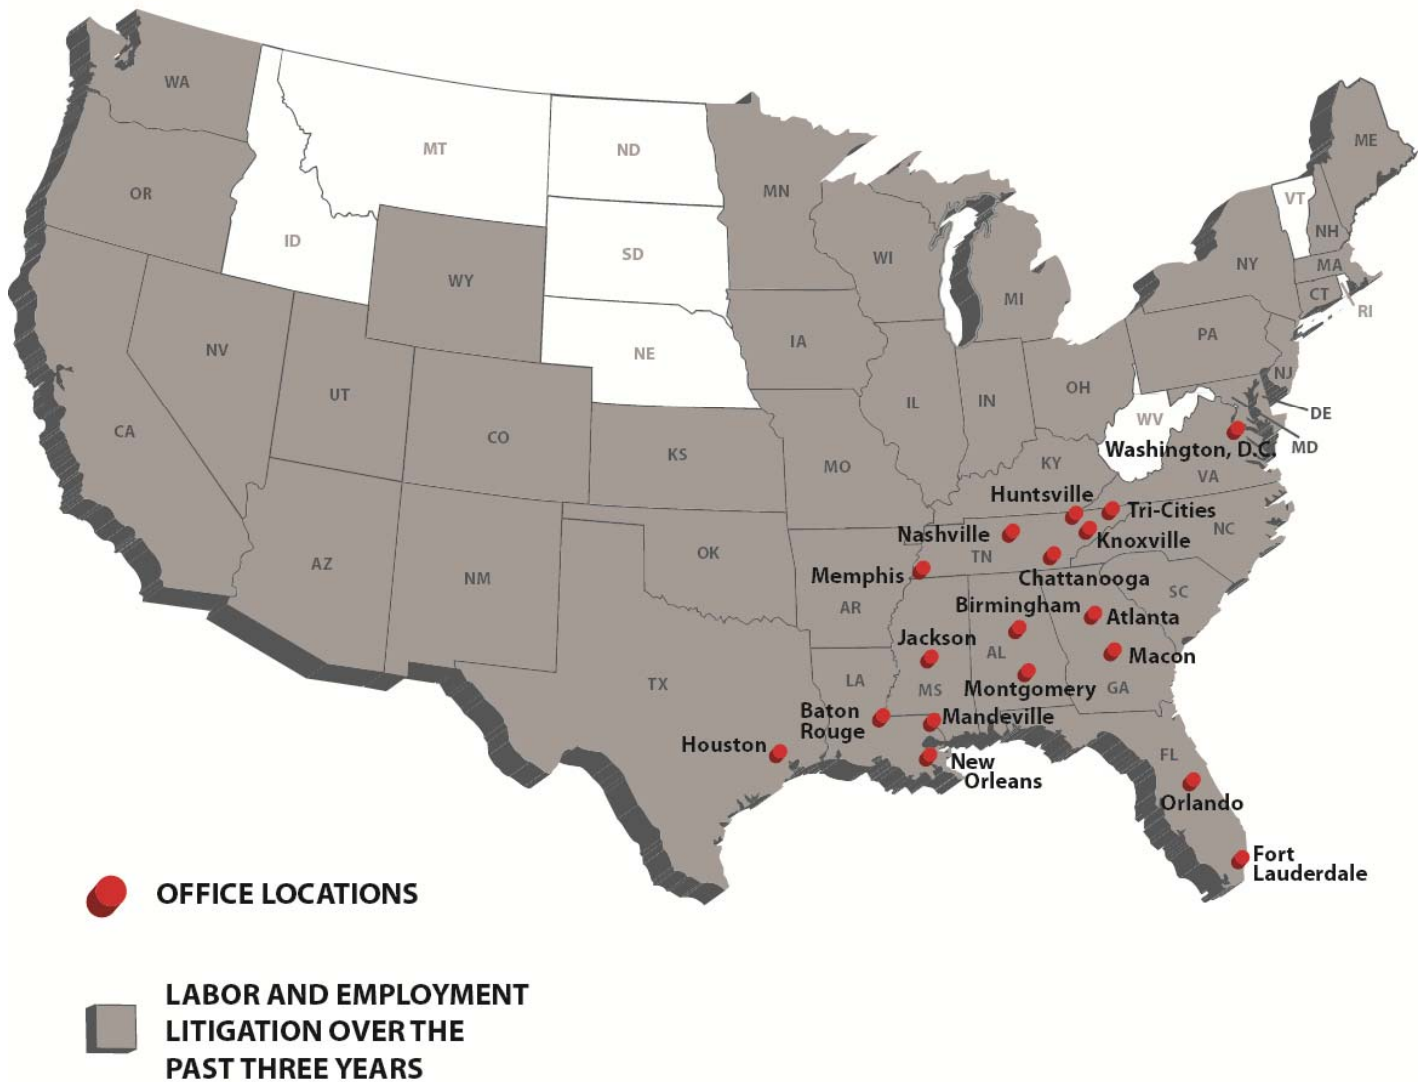 WA
ME
MT
ND
MN
OR
VT
NH
ID
SD
WI
NY
MA
WY
MI
CT
RI
PA
NV
NE
IA
NJ
UT
OH
IL
IN
DE
CA
CO
WV
MD
KS
MO
KY
Washington, D.C.
VA
Huntsville
Tri-Cities
NC
Nashville
Knoxville
AZ
NM
OK
TN
Memphis
Chattanooga
AR
SC
Birmingham
Atlanta
Jackson
AL
Macon
TX
LA
MS
Montgomery
GA
Baton
Rouge
Mandeville
Houston
FL
New
Orleans
Orlando
Fort
Lauderdale
OFFICE LOCATIONS
LABOR AND EMPLOYMENT
LITIGATION OVER THE
PAST THREE YEARS